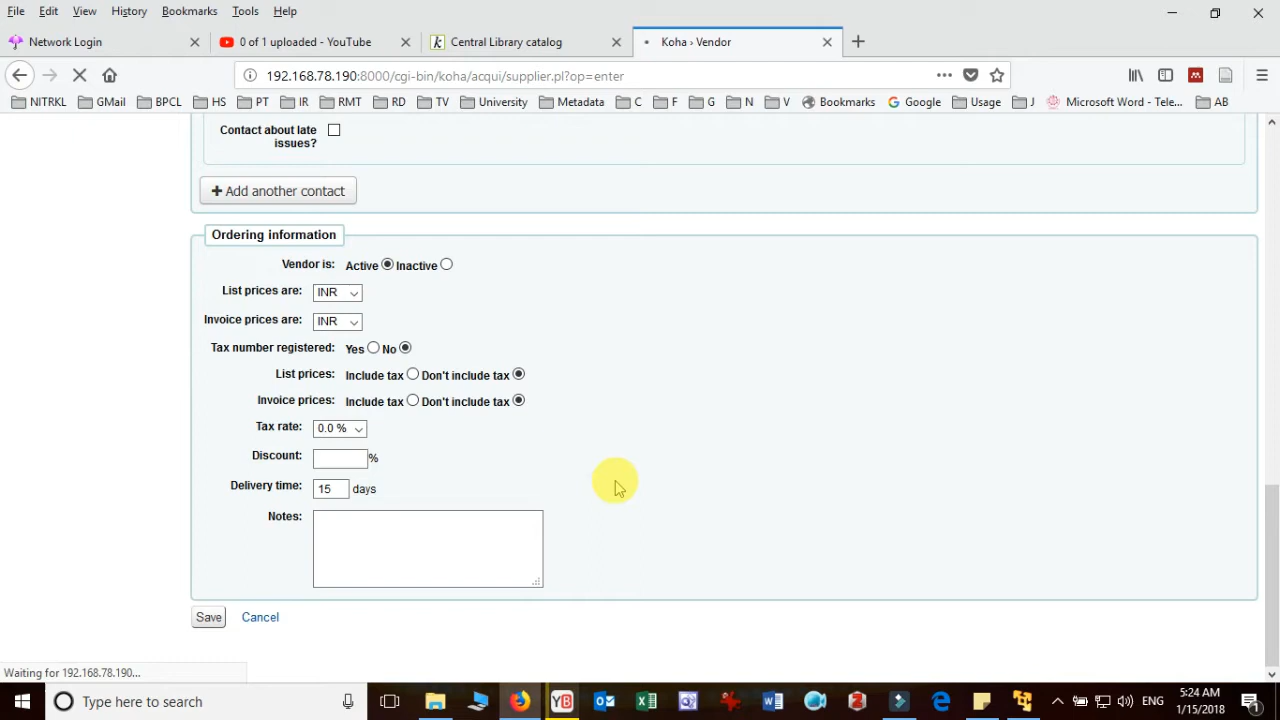 File Edit View History Bookmarks Tools Help
Network Login
0 of 1 uploaded - YouTube
Central Library catalog
Koha › Vendor
192.168.78.190:8000/cgi-bin/koha/acqui/supplier.pl?op=enter
NITRKL GMail BPCL HS PT IR RMT RD TV University Metadata C F G N V Bookmarks Google Usage J Microsoft Word - Tele... AB
Contact about late
issues?
Add another contact
Ordering information
Vendor is: Active Inactive
List prices are: INR
Invoice prices are: INR
Tax number registered: Yes No
List prices: Include tax Don't include tax
Invoice prices: Include tax Don't include tax
Tax rate: 0.0 %
Discount: %
Delivery time: 15 days
Notes:
Save Cancel
Waiting for 192.168.78.190...
Type here to search
ENG
5:24 AM
1/15/2018